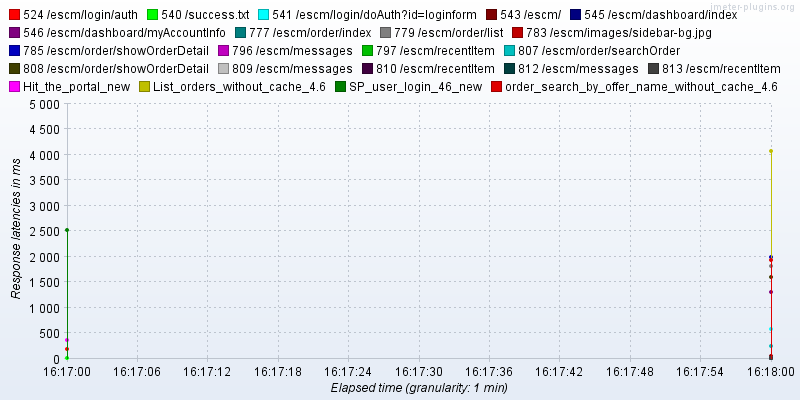 jmeter-plugins.org
524 /escm/login/auth 540 /success.txt 541 /escm/login/doAuth?id=loginform 543 /escm/ 545 /escm/dashboard/index
546 /escm/dashboard/myAccountInfo 777 /escm/order/index 779 /escm/order/list 783 /escm/images/sidebar-bg.jpg
785 /escm/order/showOrderDetail 796 /escm/messages 797 /escm/recentItem 807 /escm/order/searchOrder
808 /escm/order/showOrderDetail 809 /escm/messages 810 /escm/recentItem 812 /escm/messages 813 /escm/recentItem
Hit_the_portal_new List_orders_without_cache_4.6 SP_user_login_46_new order_search_by_offer_name_without_cache_4.6
5 000
4 500
4 000
3 500
3 000
2 500
2 000
1 500
1 000
500
0
Response latencies in ms
16:17:00 16:17:06 16:17:12 16:17:18 16:17:24 16:17:30 16:17:36 16:17:42 16:17:48 16:17:54 16:18:00
Elapsed time (granularity: 1 min)